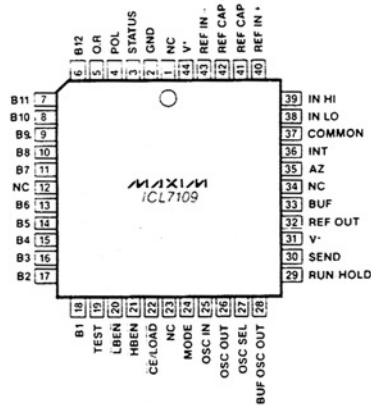 B12
O.R
POL
STATUS
GND
NC
V+
REF IN -
REF CAP
REF CAP
REF IN +
6
5
4
3
2
1
44
43
42
41
40
B11 7
B10 8
B9 9
B8 10
B7 11
NC 12
B6 13
B5 14
B4 15
B3 16
B2 17
MAXIM
ICL7109
39 IN HI
38 IN LO
37 COMMON
36 INT
35 AZ
34 NC
33 BUF
32 REF OUT
31 V-
30 SEND
29 RUN HOLD
18
19
20
21
22
23
24
25
26
27
28
B1
TEST
LBEN
HBEN
CE/LOAD
NC
MODE
OSC IN
OSC OUT
OSC SEL
BUF OSC OUT